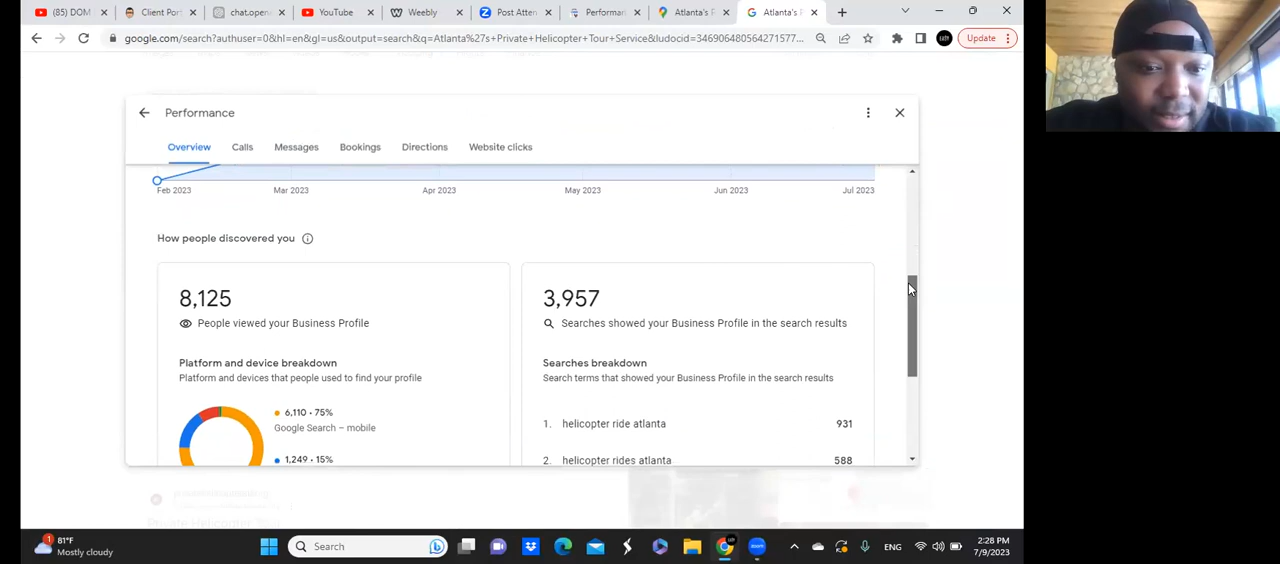 (85) DOM
Client Port
chat.opena
YouTube
Weebly
Post Atten
Performan
Atlanta's P
Atlanta's P
google.com/search?authuser=0&hl=en&gl=us&output=search&q=Atlanta%27s+Private+Helicopter+Tour+Service&ludocid=346906480564271577...
Update
Performance
Overview
Calls
Messages
Bookings
Directions
Website clicks
Feb 2023
Mar 2023
Apr 2023
May 2023
Jun 2023
Jul 2023
How people discovered you
8,125
People viewed your Business Profile
Platform and device breakdown
Platform and devices that people used to find your profile
6,110 • 75%
Google Search – mobile
1,249 • 15%
3,957
Searches showed your Business Profile in the search results
Searches breakdown
Search terms that showed your Business Profile in the search results
1. helicopter ride atlanta 931
2. helicopter rides atlanta 588
1
81°F
Mostly cloudy
Search
ENG
2:28 PM
7/9/2023